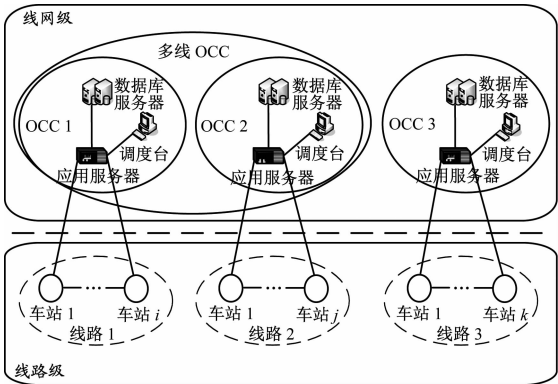 线网级
多线 OCC
OCC 1
数据库
服务器
调度台
应用服务器
OCC 2
数据库
服务器
调度台
应用服务器
OCC 3
数据库
服务器
调度台
应用服务器
车站 1
车站 i
线路 1
车站 1
车站 j
线路 2
车站 1
车站 k
线路 3
线路级